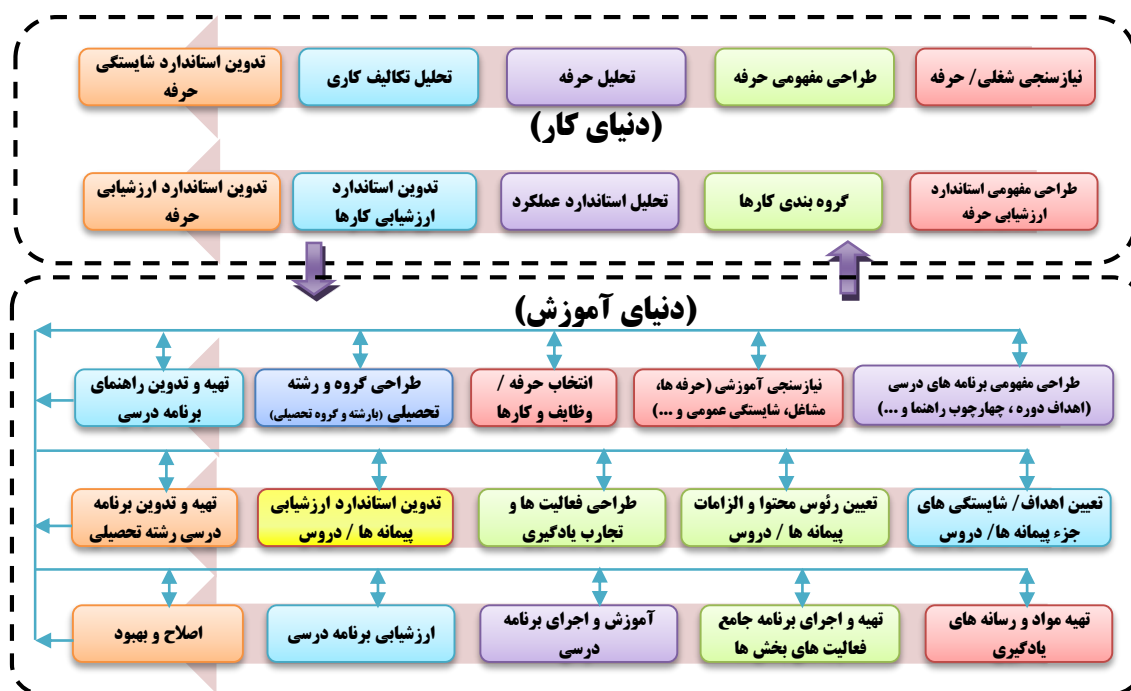 نیازسنجی شغلی/ حرفه
طراحی مفهومی حرفه
تحلیل حرفه
تحلیل تکالیف کاری
تدوین استاندارد شایستگی
حرفه
(دنیای کار)
طراحی مفهومی استاندارد
ارزشیابی حرفه
گروه بندی کارها
تحلیل استاندارد عملکرد
تدوین استاندارد
ارزشیابی کارها
تدوین استاندارد ارزشیابی
حرفه
(دنیای آموزش)
طراحی مفهومی برنامه های درسی
(اهداف دوره ، چهارچوب راهنما و ...)
نیازسنجی آموزشی (حرفه ها،
مشاغل، شایستگی عمومی و ...)
انتخاب حرفه /
وظایف و کارها
طراحی گروه و رشته
تحصیلی (بارشته و گروه تحصیلی)
تهیه و تدوین راهنمای
برنامه درسی
تعیین اهداف/ شایستگی های
جزء پیمانه ها/ دروس
تعیین رئوس محتوا و الزامات
پیمانه ها / دروس
طراحی فعالیت ها و
تجارب یادگیری
تدوین استاندارد ارزشیابی
پیمانه ها / دروس
تهیه و تدوین برنامه
درسی رشته تحصیلی
تهیه مواد و رسانه های
یادگیری
تهیه و اجرای برنامه جامع
فعالیت های بخش ها
آموزش و اجرای برنامه
درسی
ارزشیابی برنامه درسی
اصلاح و بهبود